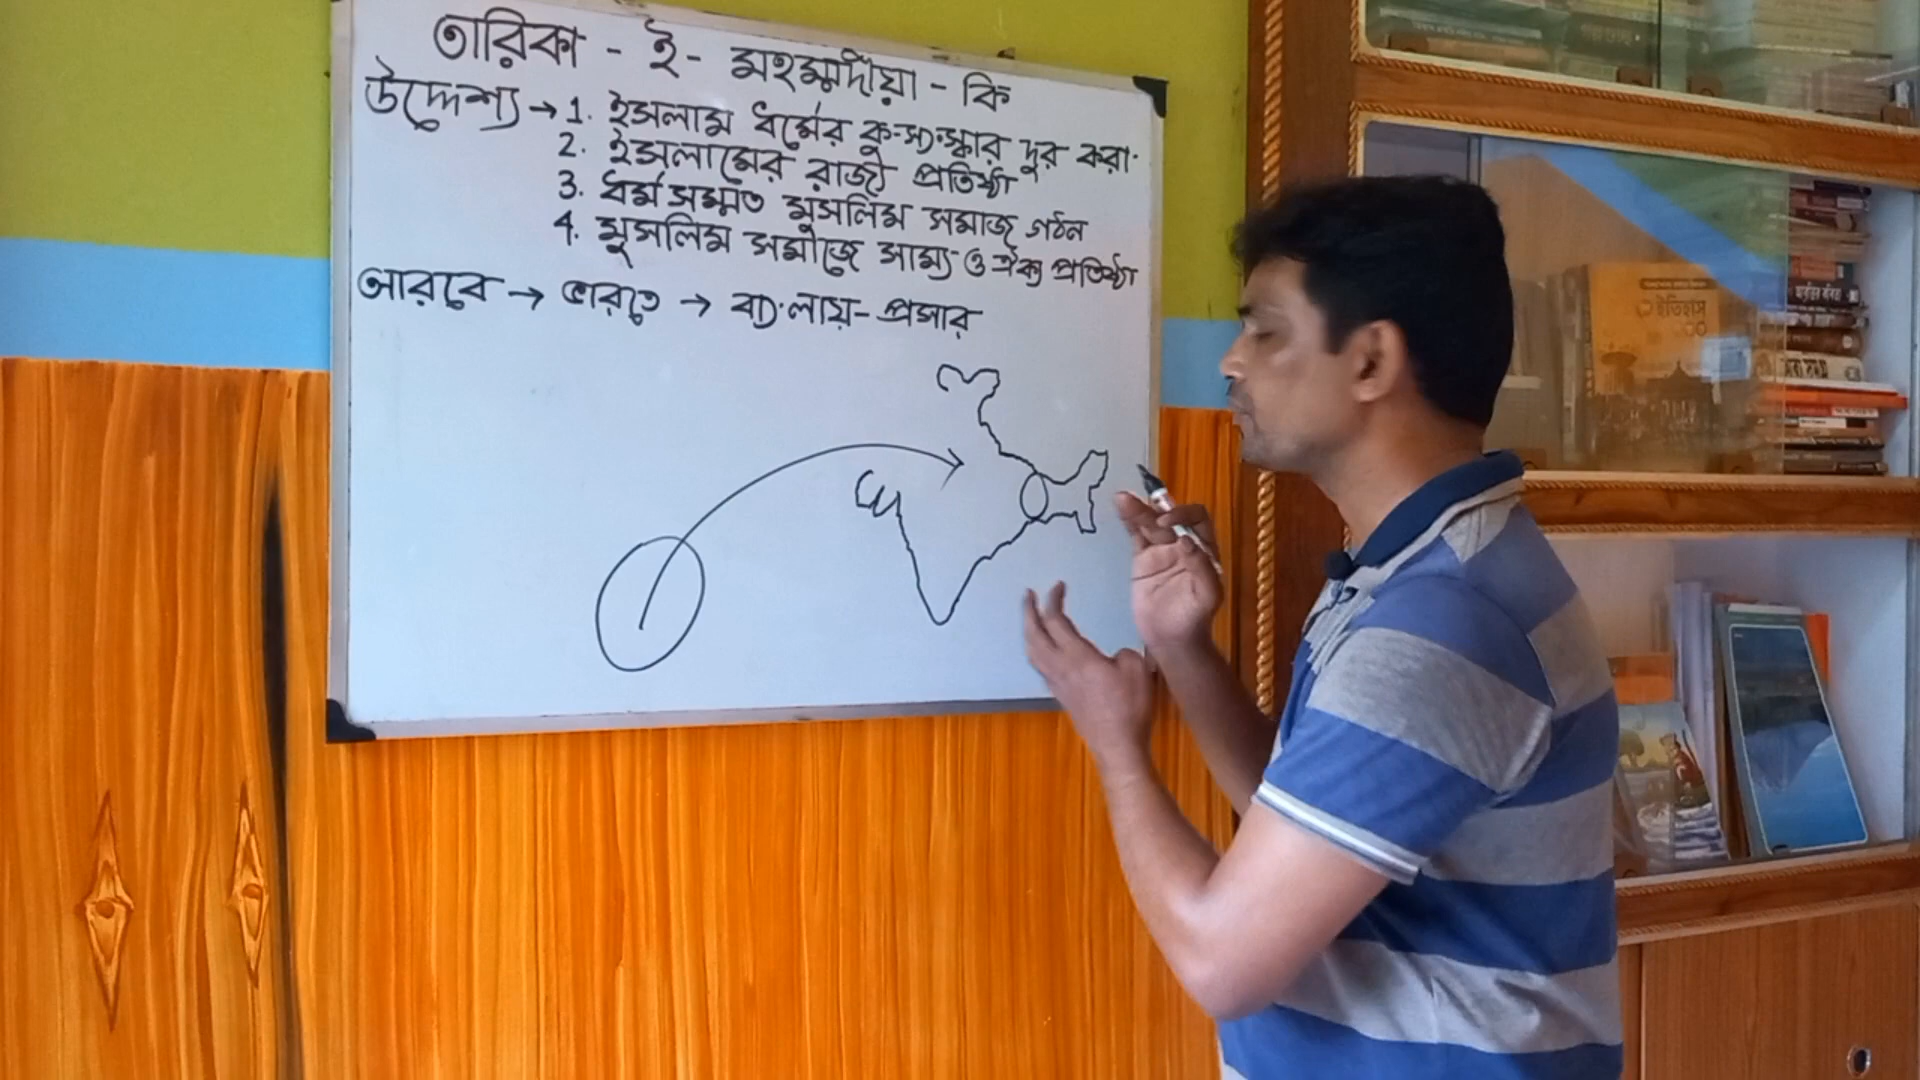 তারিকা - ই - মহম্মদীয়া - কি
উদ্দেশ্য → 1. ইসলাম ধর্মের কু-সংস্কার দুর করা.
2. ইসলামের রাজ্য প্রতিষ্ঠা
3. ধর্ম সম্মত মুসলিম সমাজ গঠন
4. মুসলিম সমাজে সাম্য ও ঐক্য প্রতিষ্ঠা
আরবে → ভারতে → বাংলায় - প্রসার
ইতিহাস